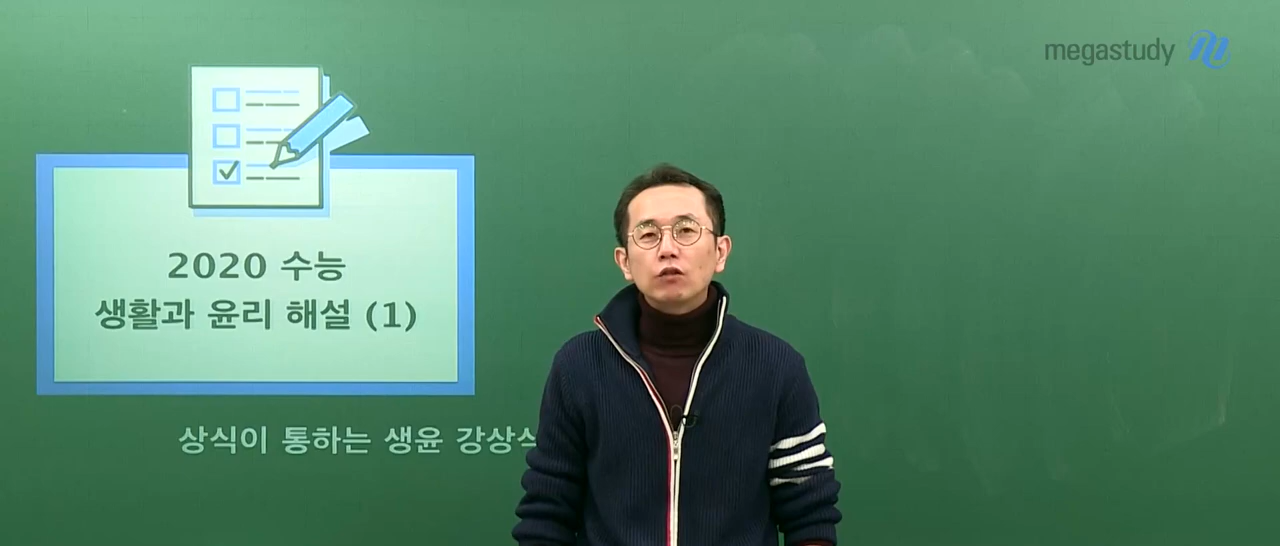 megastudy
2020 수능
생활과 윤리 해설 (1)
상식이 통하는 생윤 강상식